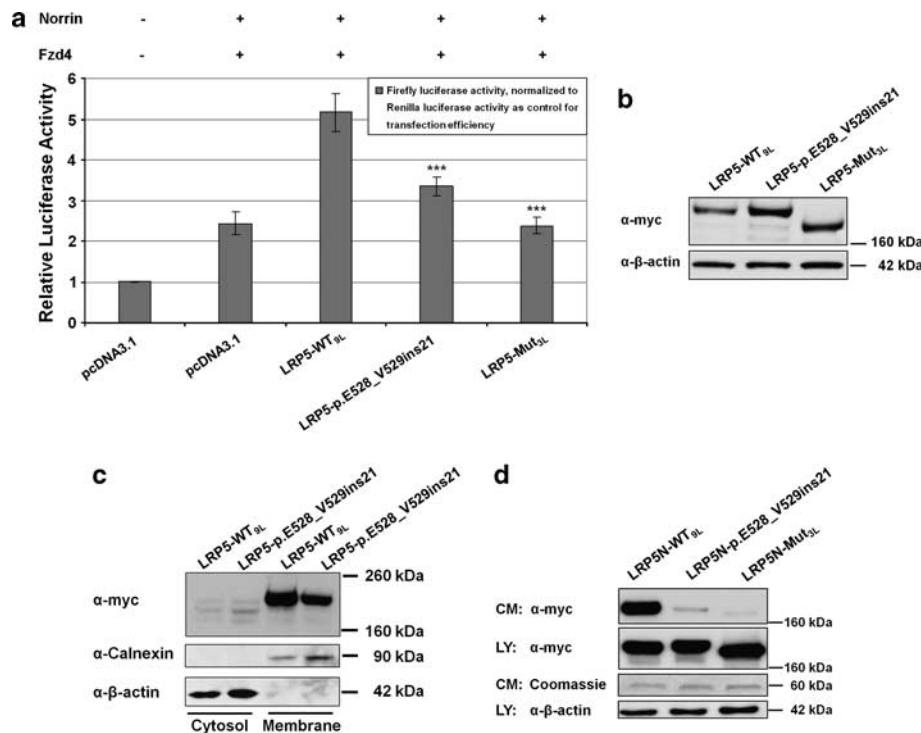 a
Norrin - + + + +
Fzd4 - + + + +
Relative Luciferase Activity
6
5
4
3
2
1
0
Firefly luciferase activity, normalized to
Renilla luciferase activity as control for
transfection efficiency
***
***
pcDNA3.1
pcDNA3.1
LRP5-WT9L
LRP5-p.E528_V529ins21
LRP5-Mut3L
b
LRP5-WT9L
LRP5-p.E528_V529ins21
LRP5-Mut3L
α-myc
160 kDa
α-β-actin
42 kDa
c
LRP5-WT9L
LRP5-p.E528_V529ins21
LRP5-WT9L
LRP5-p.E528_V529ins21
260 kDa
α-myc
160 kDa
α-Calnexin
90 kDa
α-β-actin
42 kDa
Cytosol Membrane
d
LRP5N-WT9L
LRP5N-p.E528_V529ins21
LRP5N-Mut3L
CM: α-myc
160 kDa
LY: α-myc
160 kDa
CM: Coomassie
60 kDa
LY: α-β-actin
42 kDa